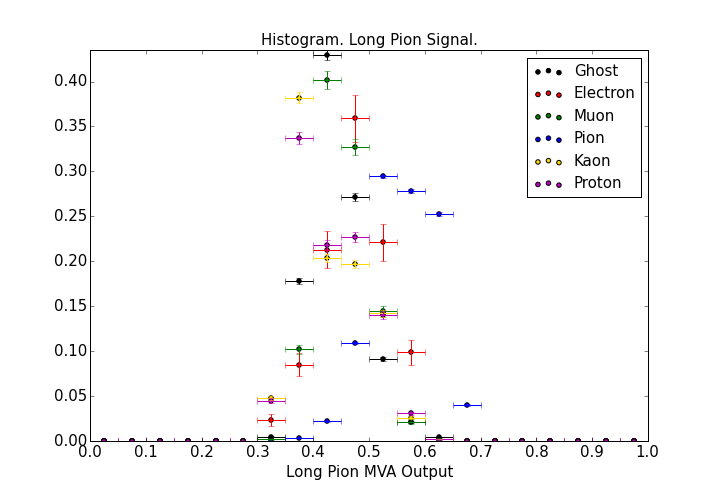 Histogram. Long Pion Signal.
Ghost
Electron
Muon
Pion
Kaon
Proton
0.40
0.35
0.30
0.25
0.20
0.15
0.10
0.05
0.00
0.0 0.1 0.2 0.3 0.4 0.5 0.6 0.7 0.8 0.9 1.0
Long Pion MVA Output